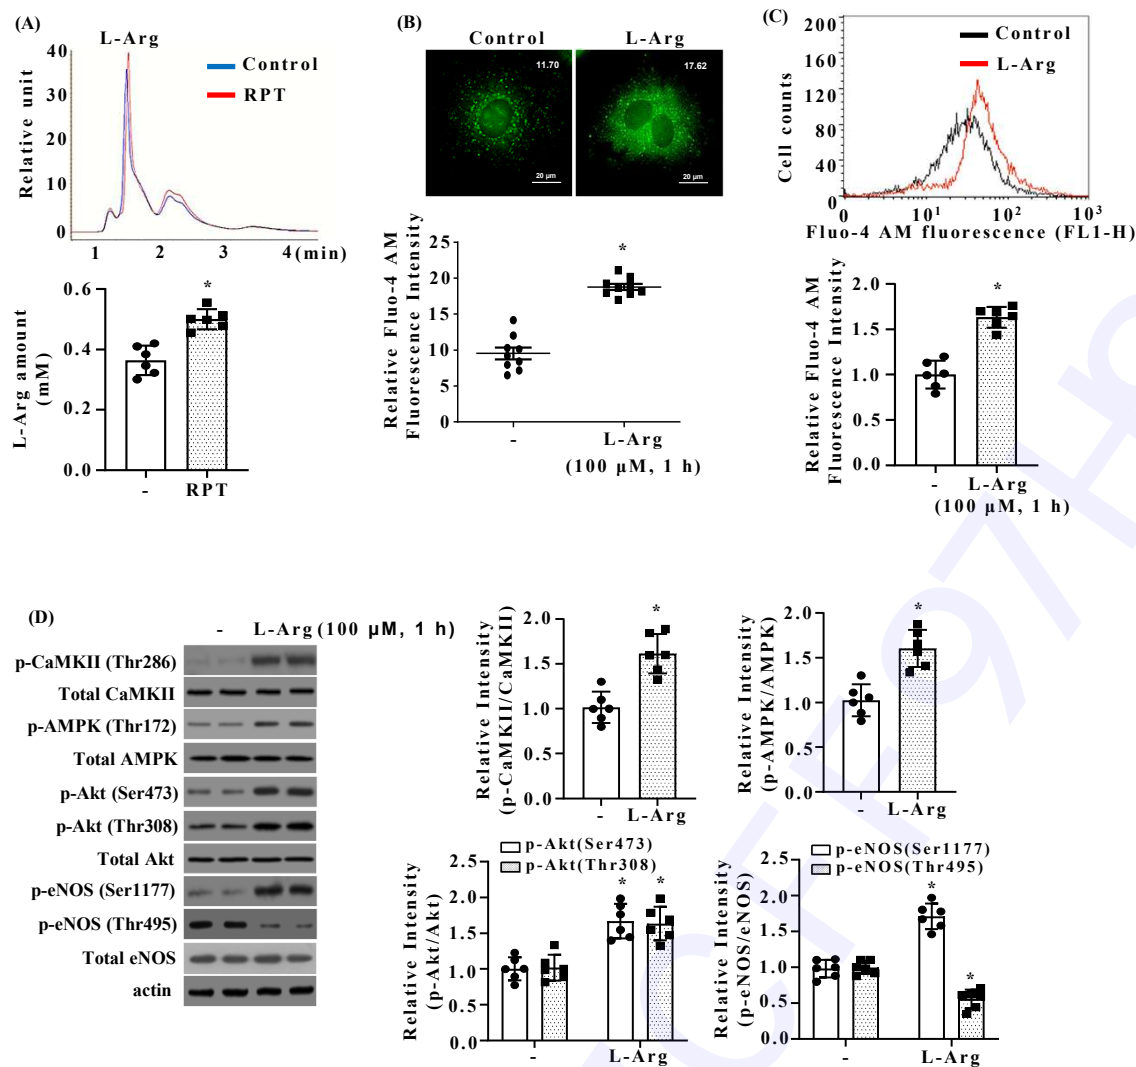 (A)
L-Arg
Relative unit
40
30
20
10
0
1 2 3 4 (min)
Control
RPT
L-Arg amount
(mM)
0.6
0.4
0.2
0.0
*
- RPT
(B)
Control L-Arg
11.70 17.62
20 μm 20 μm
Relative Fluo-4 AM
Fluorescence Intensity
25
20
15
10
5
0
*
- L-Arg
(100 μM, 1 h)
(C)
Cell counts
200
160
120
80
40
0
Control
L-Arg
0 10¹ 10² 10³
Fluo-4 AM fluorescence (FL1-H)
Relative Fluo-4 AM
Fluorescence Intensity
2.0
1.5
1.0
0.5
0.0
*
- L-Arg
(100 μM, 1 h)
(D)
- L-Arg (100 μM, 1 h)
p-CaMKII (Thr286)
Total CaMKII
p-AMPK (Thr172)
Total AMPK
p-Akt (Ser473)
p-Akt (Thr308)
Total Akt
p-eNOS (Ser1177)
p-eNOS (Thr495)
Total eNOS
actin
Relative Intensity
(p-CaMKII/CaMKII)
2.0
1.5
1.0
0.5
0.0
*
- L-Arg
Relative Intensity
(p-AMPK/AMPK)
2.0
1.5
1.0
0.5
0.0
*
- L-Arg
p-Akt(Ser473)
p-Akt(Thr308)
Relative Intensity
(p-Akt/Akt)
2.5
2.0
1.5
1.0
0.5
0.0
* *
- L-Arg
p-eNOS(Ser1177)
p-eNOS(Thr495)
Relative Intensity
(p-eNOS/eNOS)
2.5
2.0
1.5
1.0
0.5
0.0
*
*
- L-Arg